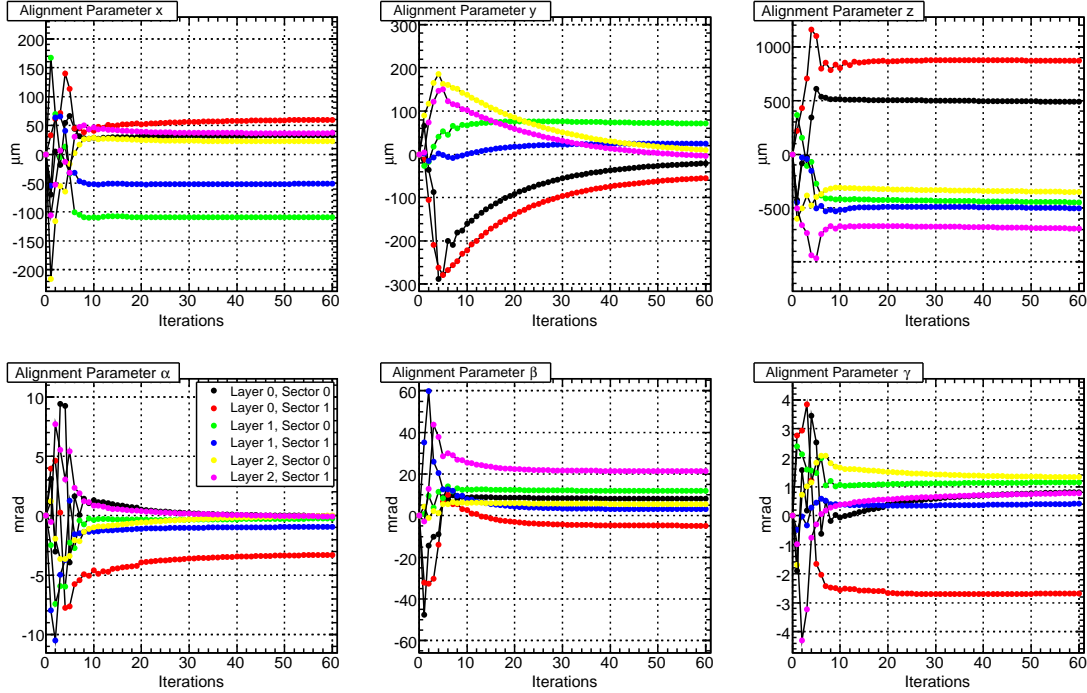 Alignment Parameter x
200
150
100
50
0
-50
-100
-150
-200
μm
0 10 20 30 40 50 60
Iterations
Alignment Parameter y
300
200
100
0
-100
-200
-300
μm
0 10 20 30 40 50 60
Iterations
Alignment Parameter z
1000
500
0
-500
μm
0 10 20 30 40 50 60
Iterations
Alignment Parameter α
10
5
0
-5
-10
mrad
0 10 20 30 40 50 60
Iterations
Layer 0, Sector 0
Layer 0, Sector 1
Layer 1, Sector 0
Layer 1, Sector 1
Layer 2, Sector 0
Layer 2, Sector 1
Alignment Parameter β
60
40
20
0
-20
-40
-60
mrad
0 10 20 30 40 50 60
Iterations
Alignment Parameter γ
4
3
2
1
0
-1
-2
-3
-4
mrad
0 10 20 30 40 50 60
Iterations